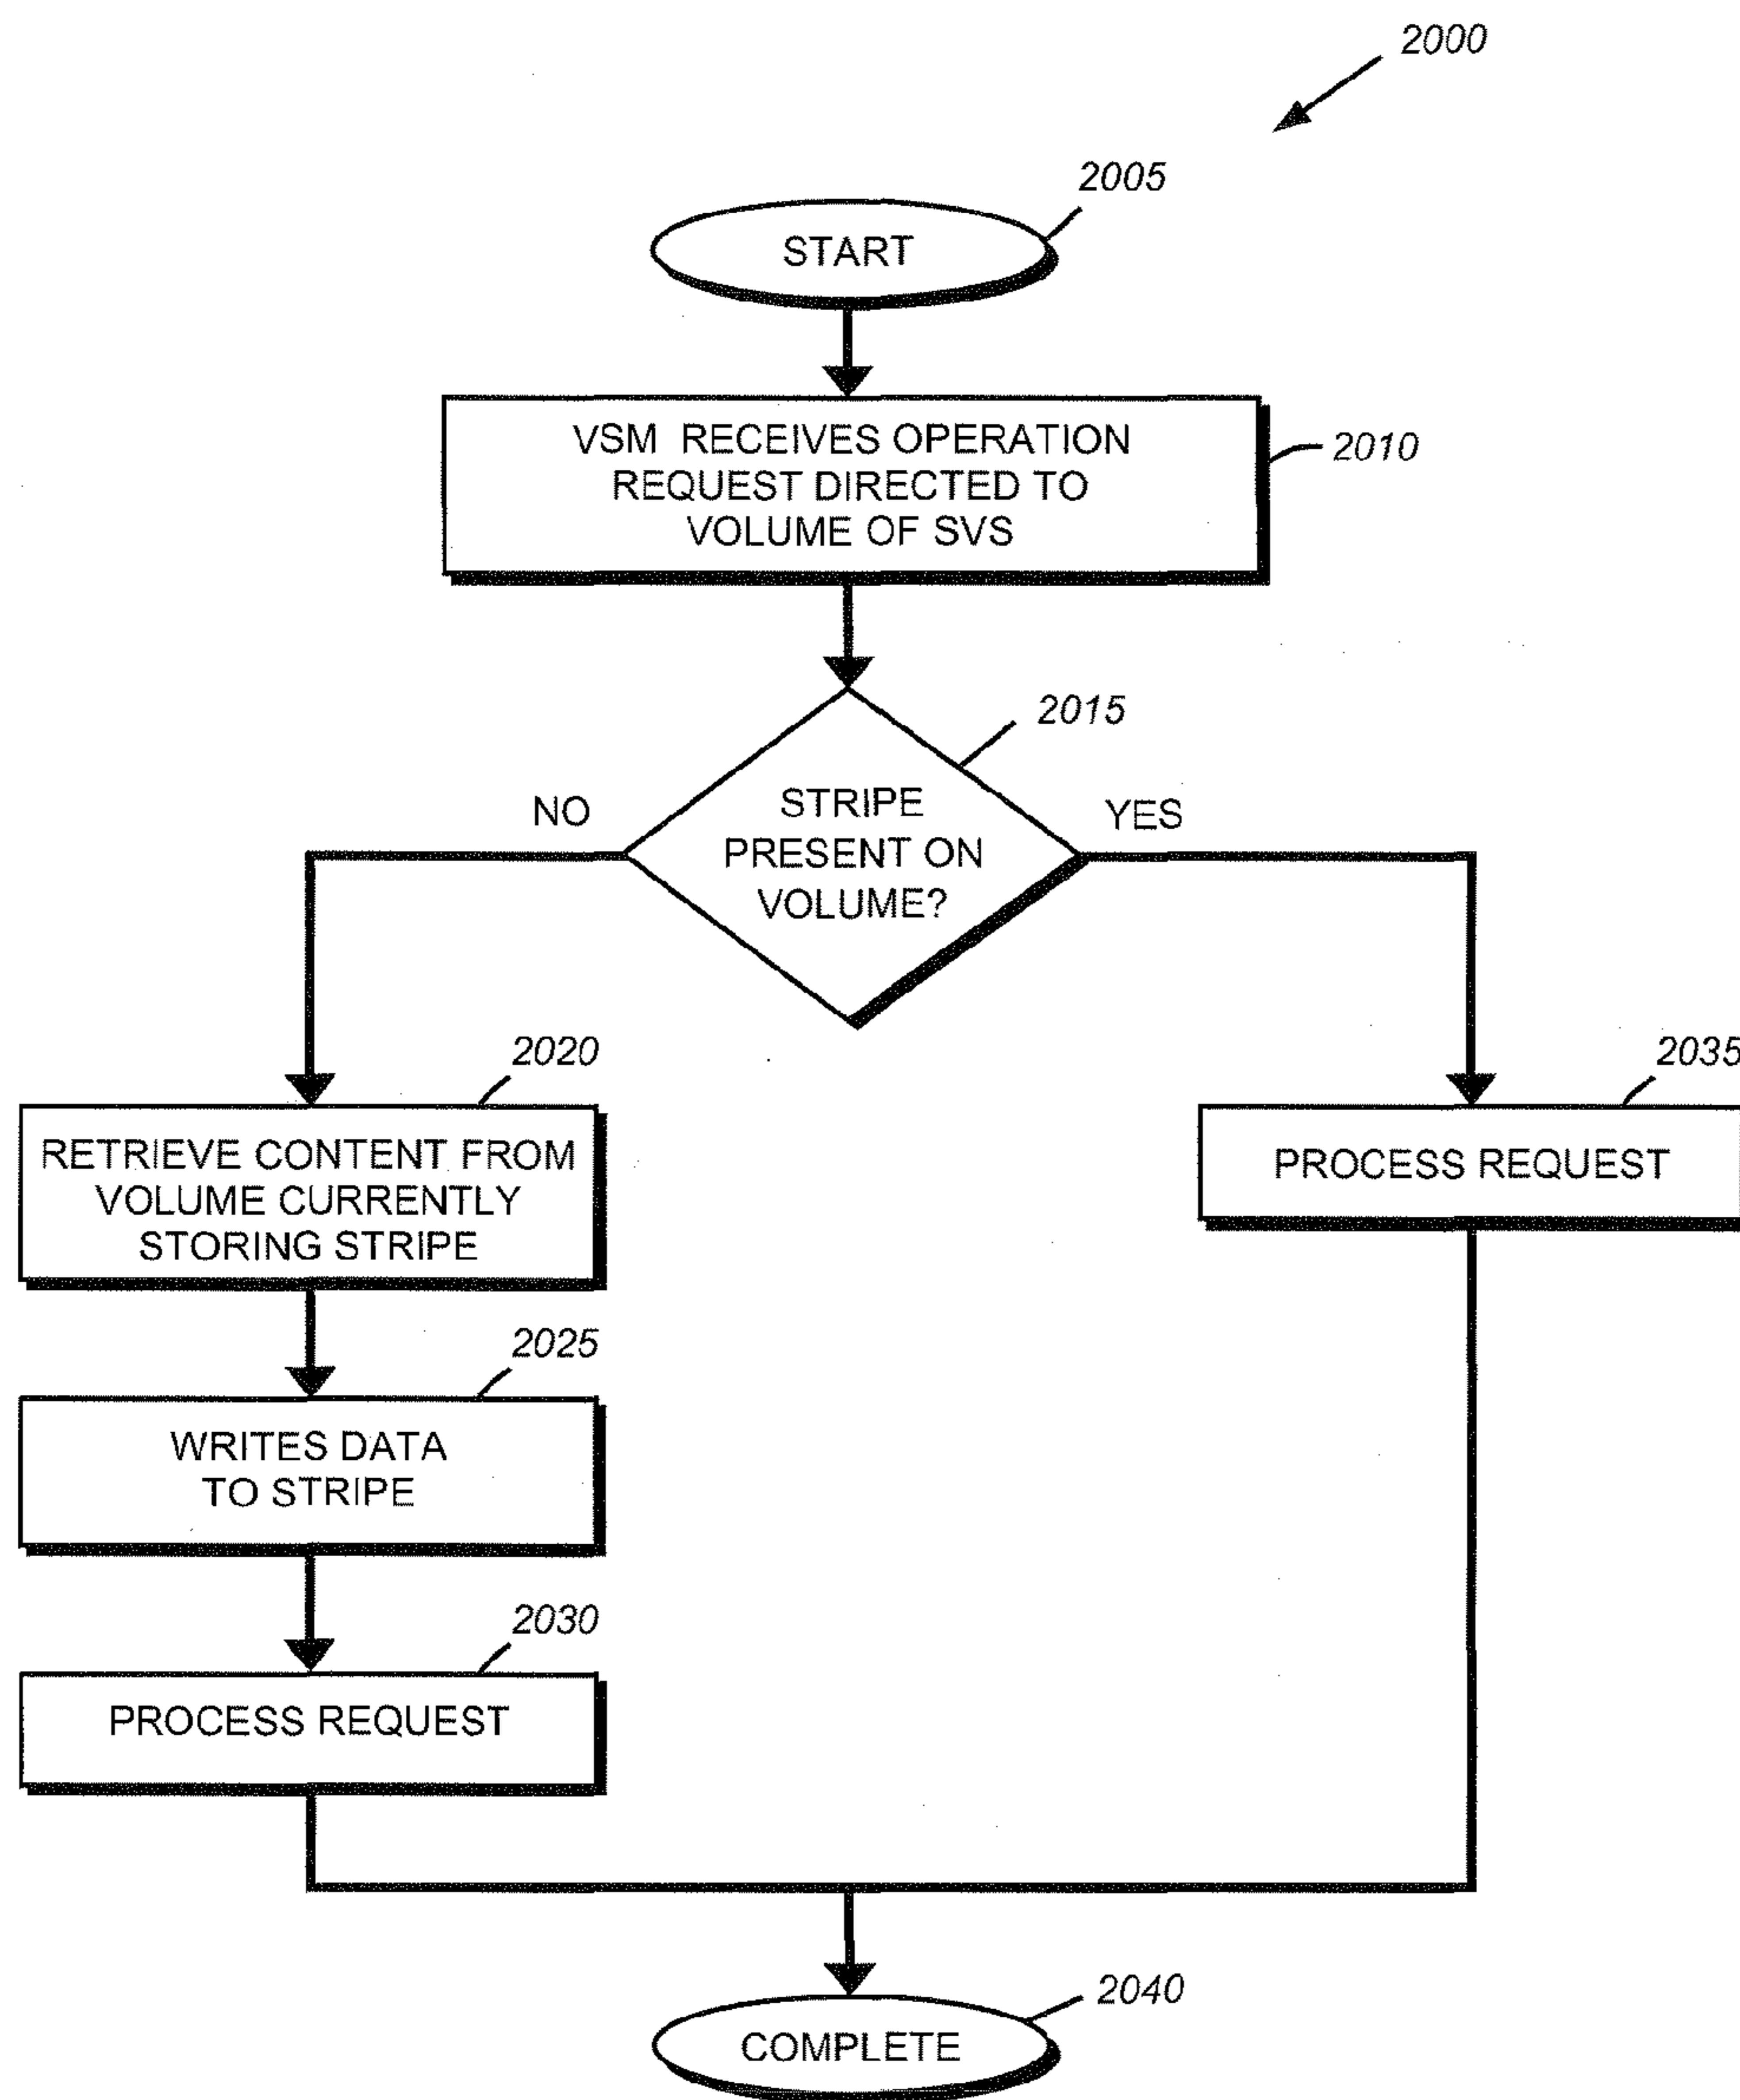 2000
2005
START
VSM RECEIVES OPERATION
REQUEST DIRECTED TO
VOLUME OF SVS
2010
2015
STRIPE
PRESENT ON
VOLUME?
NO
YES
2020
RETRIEVE CONTENT FROM
VOLUME CURRENTLY
STORING STRIPE
2035
PROCESS REQUEST
2025
WRITES DATA
TO STRIPE
2030
PROCESS REQUEST
2040
COMPLETE